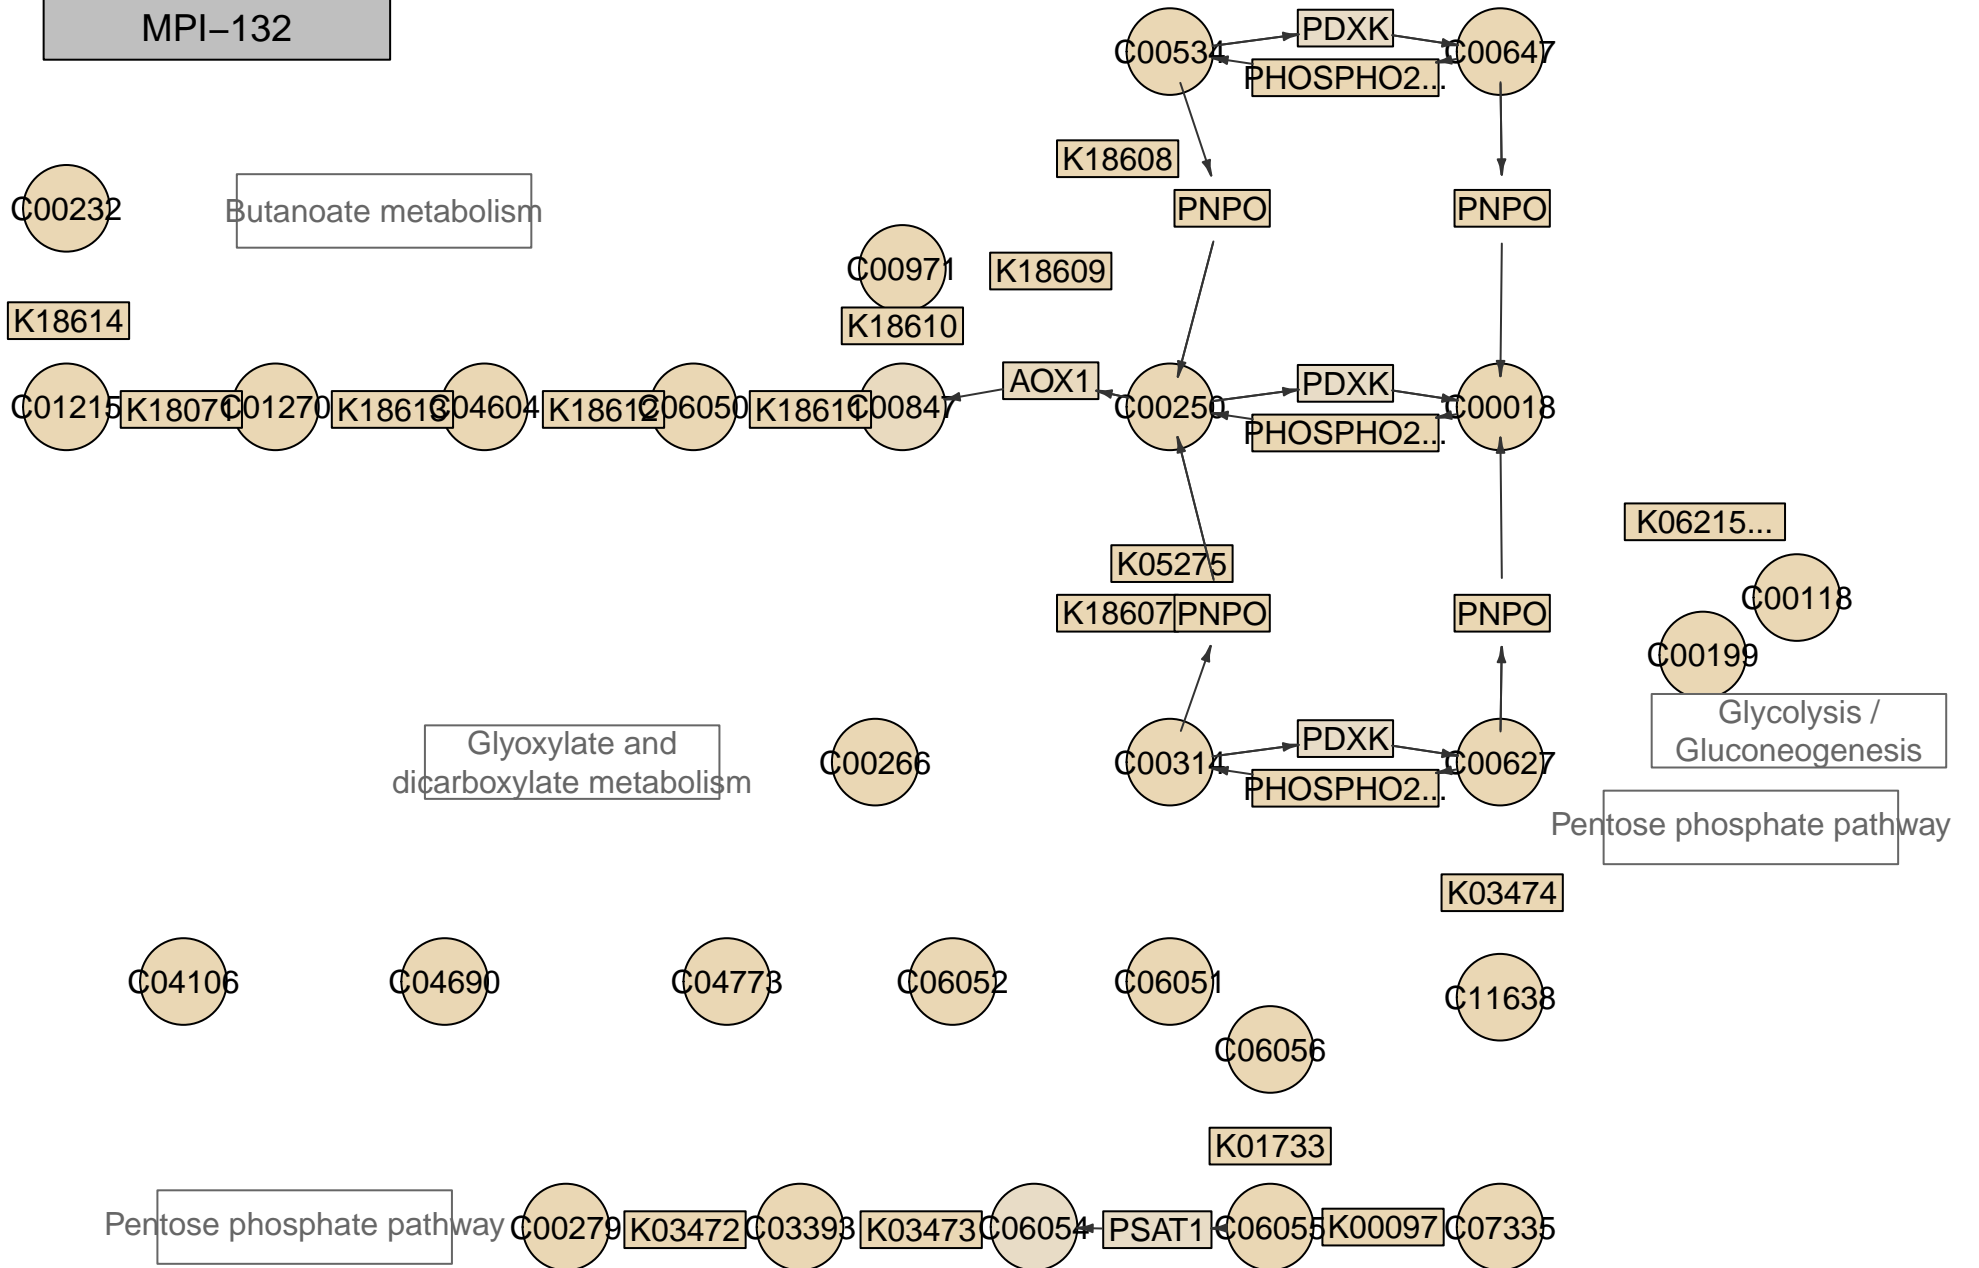 MPI–132
C00534
PDXK
C00647
PHOSPHO2...
K18608
C00232
Butanoate metabolism
PNPO
PNPO
C00971
K18609
K18614
K18610
C01215
K18071
C01270
K18613
C04604
K18612
C06050
K18611
C00847
AOX1
C00250
PDXK
C00018
PHOSPHO2...
K06215...
K05275
C00118
K18607
PNPO
PNPO
C00199
Glycolysis /
Gluconeogenesis
Glyoxylate and
dicarboxylate metabolism
C00266
C00314
PDXK
C00627
PHOSPHO2...
Pentose phosphate pathway
K03474
C04106
C04690
C04773
C06052
C06051
C11638
C06056
K01733
Pentose phosphate pathway
C00279
K03472
C03393
K03473
C06054
PSAT1
C06055
K00097
C07335